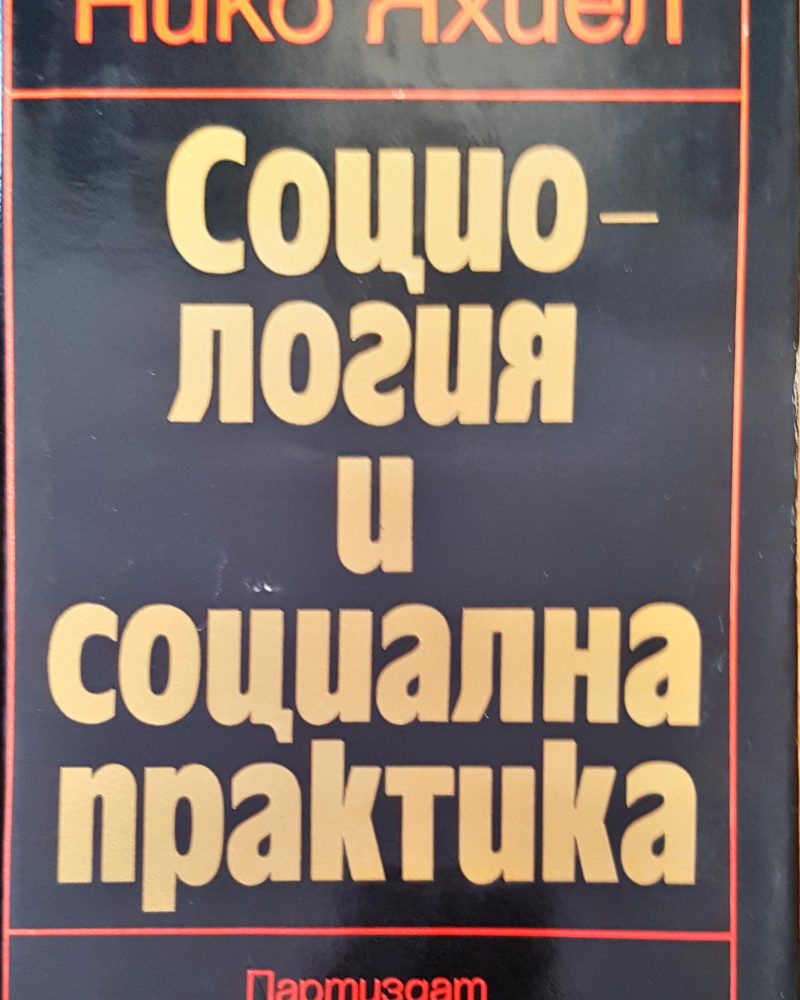 Нико Яхиел
Социо-
логия
и
социална
практика
Партиздат